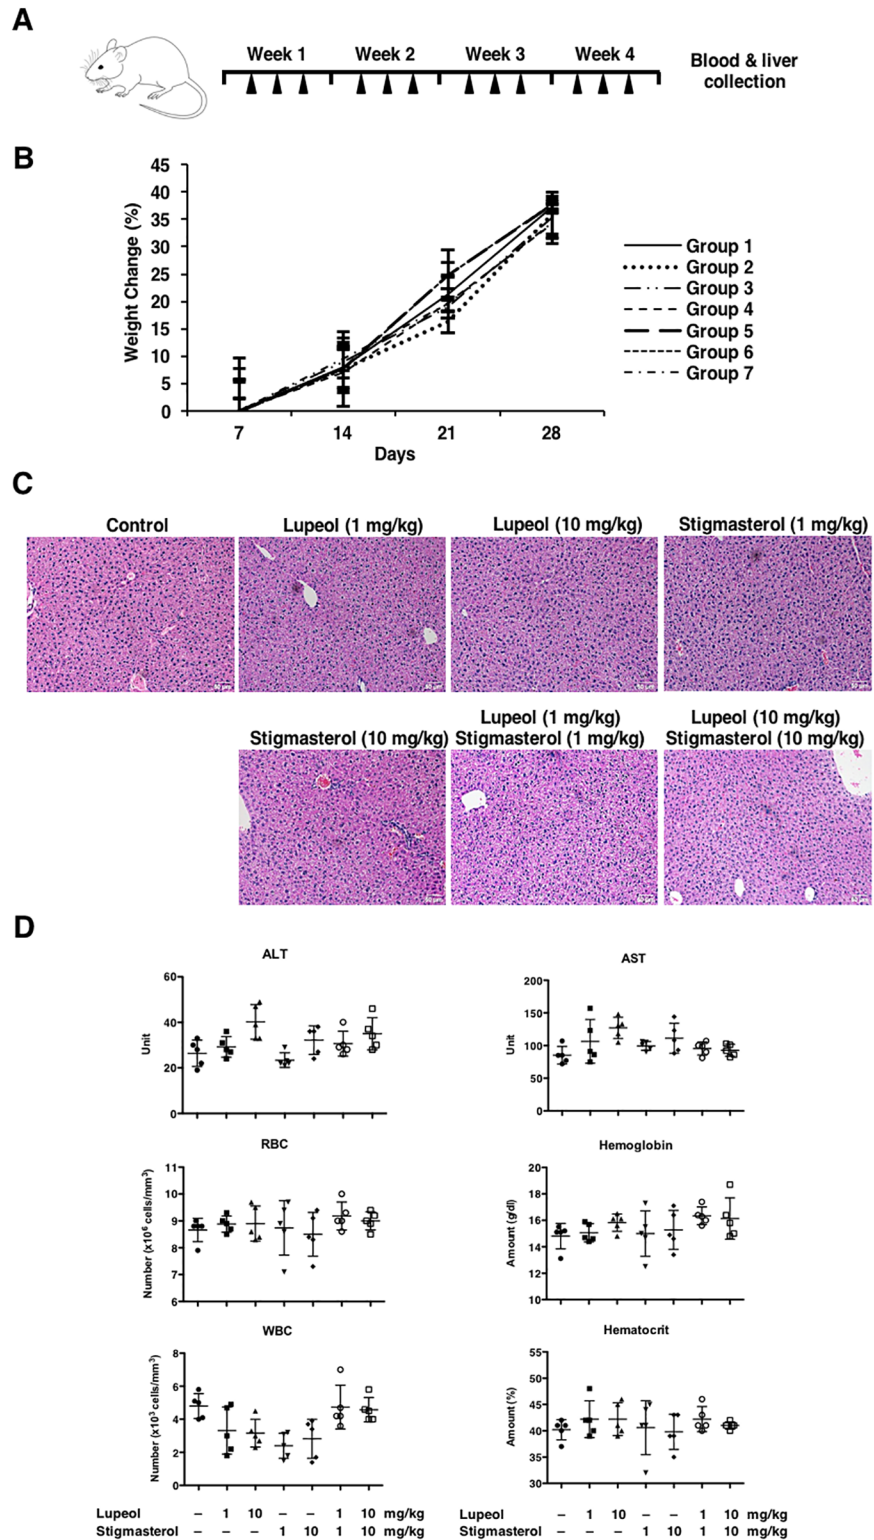 A
Week 1 Week 2 Week 3 Week 4
Blood & liver
collection
B
Weight Change (%)
45
40
35
30
25
20
15
10
5
0
7 14 21 28
Days
Group 1
Group 2
Group 3
Group 4
Group 5
Group 6
Group 7
C
Control Lupeol (1 mg/kg) Lupeol (10 mg/kg) Stigmasterol (1 mg/kg)
Stigmasterol (10 mg/kg)
Lupeol (1 mg/kg)
Stigmasterol (1 mg/kg)
Lupeol (10 mg/kg)
Stigmasterol (10 mg/kg)
D
ALT
Unit
60
40
20
0
AST
Unit
200
150
100
50
0
RBC
Number (x10⁶ cells/mm³)
11
10
9
8
7
6
Hemoglobin
Amount (g/dl)
20
18
16
14
12
10
WBC
Number (x10³ cells/mm³)
8
6
4
2
0
Hematocrit
Amount (%)
55
50
45
40
35
30
Lupeol – 1 10 – – 1 10 mg/kg
Stigmasterol – – – 1 10 1 10 mg/kg
Lupeol – 1 10 – – 1 10 mg/kg
Stigmasterol – – – 1 10 1 10 mg/kg